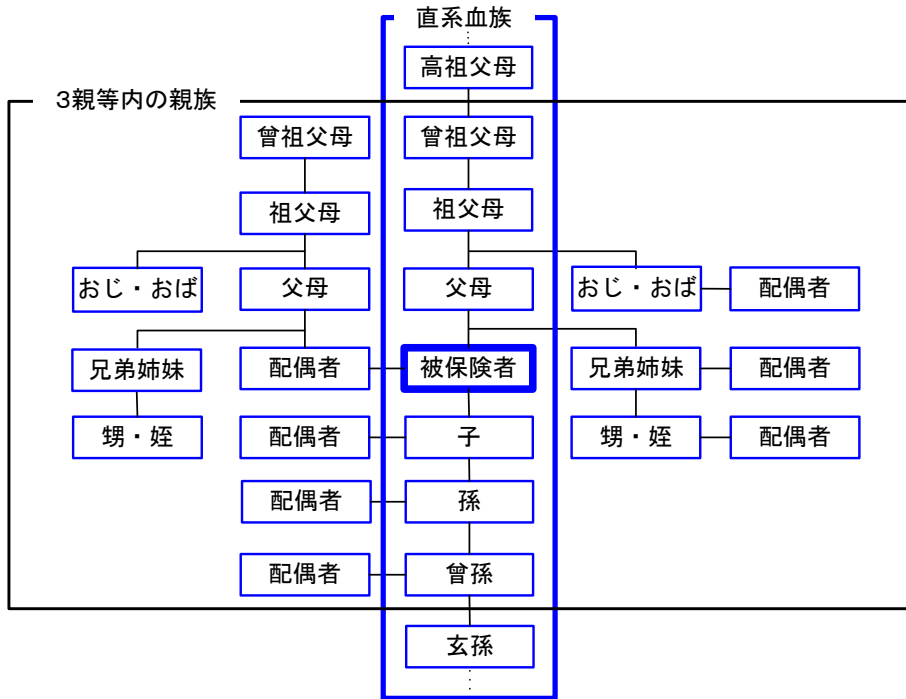 直系血族
高祖父母
3親等内の親族
曾祖父母
曾祖父母
祖父母
祖父母
おじ・おば
父母
父母
おじ・おば
配偶者
兄弟姉妹
配偶者
被保険者
兄弟姉妹
配偶者
甥・姪
配偶者
子
甥・姪
配偶者
配偶者
孫
配偶者
曾孫
玄孫